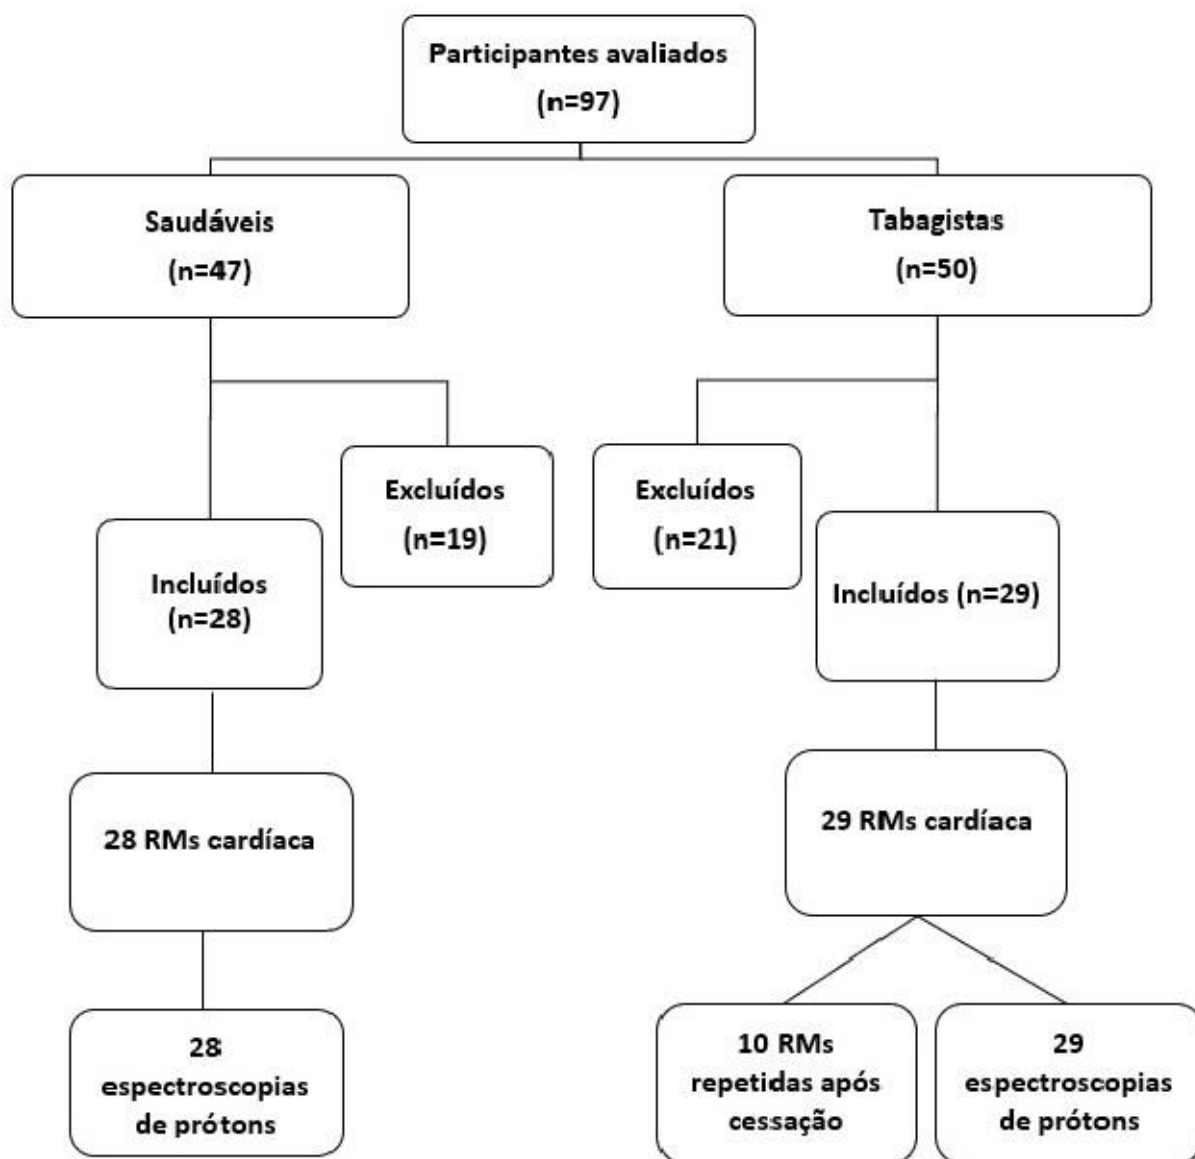 Participantes avaliados
(n=97)
Saudáveis
(n=47)
Tabagistas
(n=50)
Excluídos
(n=19)
Excluídos
(n=21)
Incluídos
(n=28)
Incluídos (n=29)
28 RMs cardíaca
29 RMs cardíaca
28
espectroscopias
de prótons
10 RMs
repetidas após
cessação
29
espectroscopias
de prótons